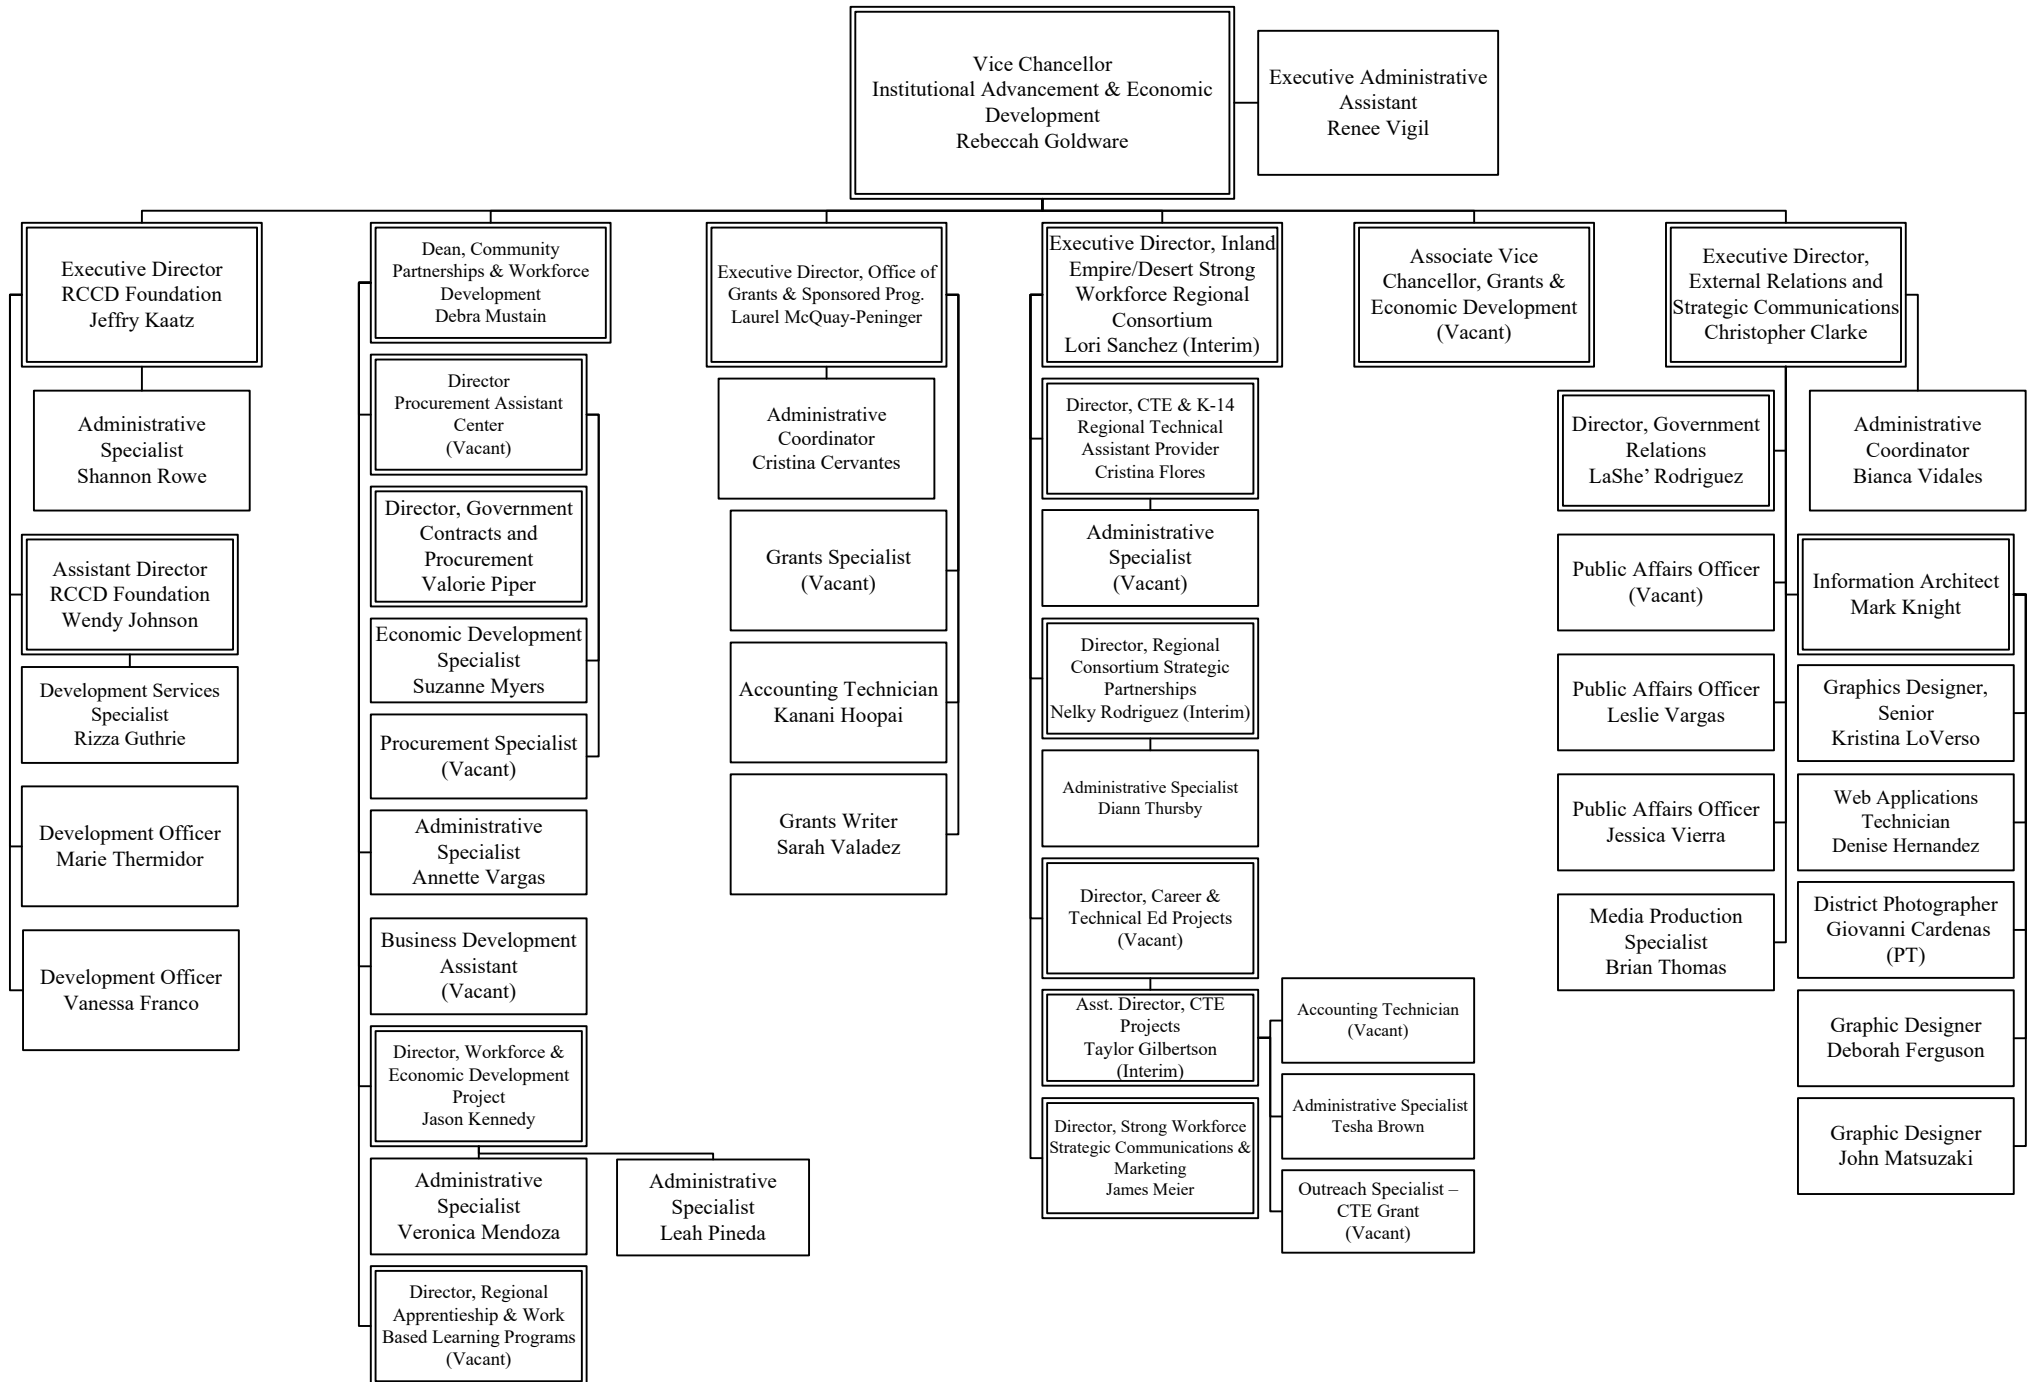 Vice Chancellor
Institutional Advancement & Economic
Development
Rebeccah Goldware
Executive Administrative
Assistant
Renee Vigil
Executive Director
RCCD Foundation
Jeffry Kaatz
Administrative
Specialist
Shannon Rowe
Assistant Director
RCCD Foundation
Wendy Johnson
Development Services
Specialist
Rizza Guthrie
Development Officer
Marie Thermidor
Development Officer
Vanessa Franco
Dean, Community
Partnerships & Workforce
Development
Debra Mustain
Director
Procurement Assistant
Center
(Vacant)
Director, Government
Contracts and
Procurement
Valorie Piper
Economic Development
Specialist
Suzanne Myers
Procurement Specialist
(Vacant)
Administrative
Specialist
Annette Vargas
Business Development
Assistant
(Vacant)
Director, Workforce &
Economic Development
Project
Jason Kennedy
Administrative
Specialist
Veronica Mendoza
Administrative
Specialist
Leah Pineda
Director, Regional
Apprentieship & Work
Based Learning Programs
(Vacant)
Executive Director, Office of
Grants & Sponsored Prog.
Laurel McQuay-Peninger
Administrative
Coordinator
Cristina Cervantes
Grants Specialist
(Vacant)
Accounting Technician
Kanani Hoopai
Grants Writer
Sarah Valadez
Executive Director, Inland
Empire/Desert Strong
Workforce Regional
Consortium
Lori Sanchez (Interim)
Director, CTE & K-14
Regional Technical
Assistant Provider
Cristina Flores
Administrative
Specialist
(Vacant)
Director, Regional
Consortium Strategic
Partnerships
Nelky Rodriguez (Interim)
Administrative Specialist
Diann Thursby
Director, Career &
Technical Ed Projects
(Vacant)
Asst. Director, CTE
Projects
Taylor Gilbertson
(Interim)
Accounting Technician
(Vacant)
Administrative Specialist
Tesha Brown
Outreach Specialist –
CTE Grant
(Vacant)
Director, Strong Workforce
Strategic Communications &
Marketing
James Meier
Associate Vice
Chancellor, Grants &
Economic Development
(Vacant)
Executive Director,
External Relations and
Strategic Communications
Christopher Clarke
Director, Government
Relations
LaShe’ Rodriguez
Administrative
Coordinator
Bianca Vidales
Public Affairs Officer
(Vacant)
Public Affairs Officer
Leslie Vargas
Public Affairs Officer
Jessica Vierra
Media Production
Specialist
Brian Thomas
Information Architect
Mark Knight
Graphics Designer,
Senior
Kristina LoVerso
Web Applications
Technician
Denise Hernandez
District Photographer
Giovanni Cardenas
(PT)
Graphic Designer
Deborah Ferguson
Graphic Designer
John Matsuzaki